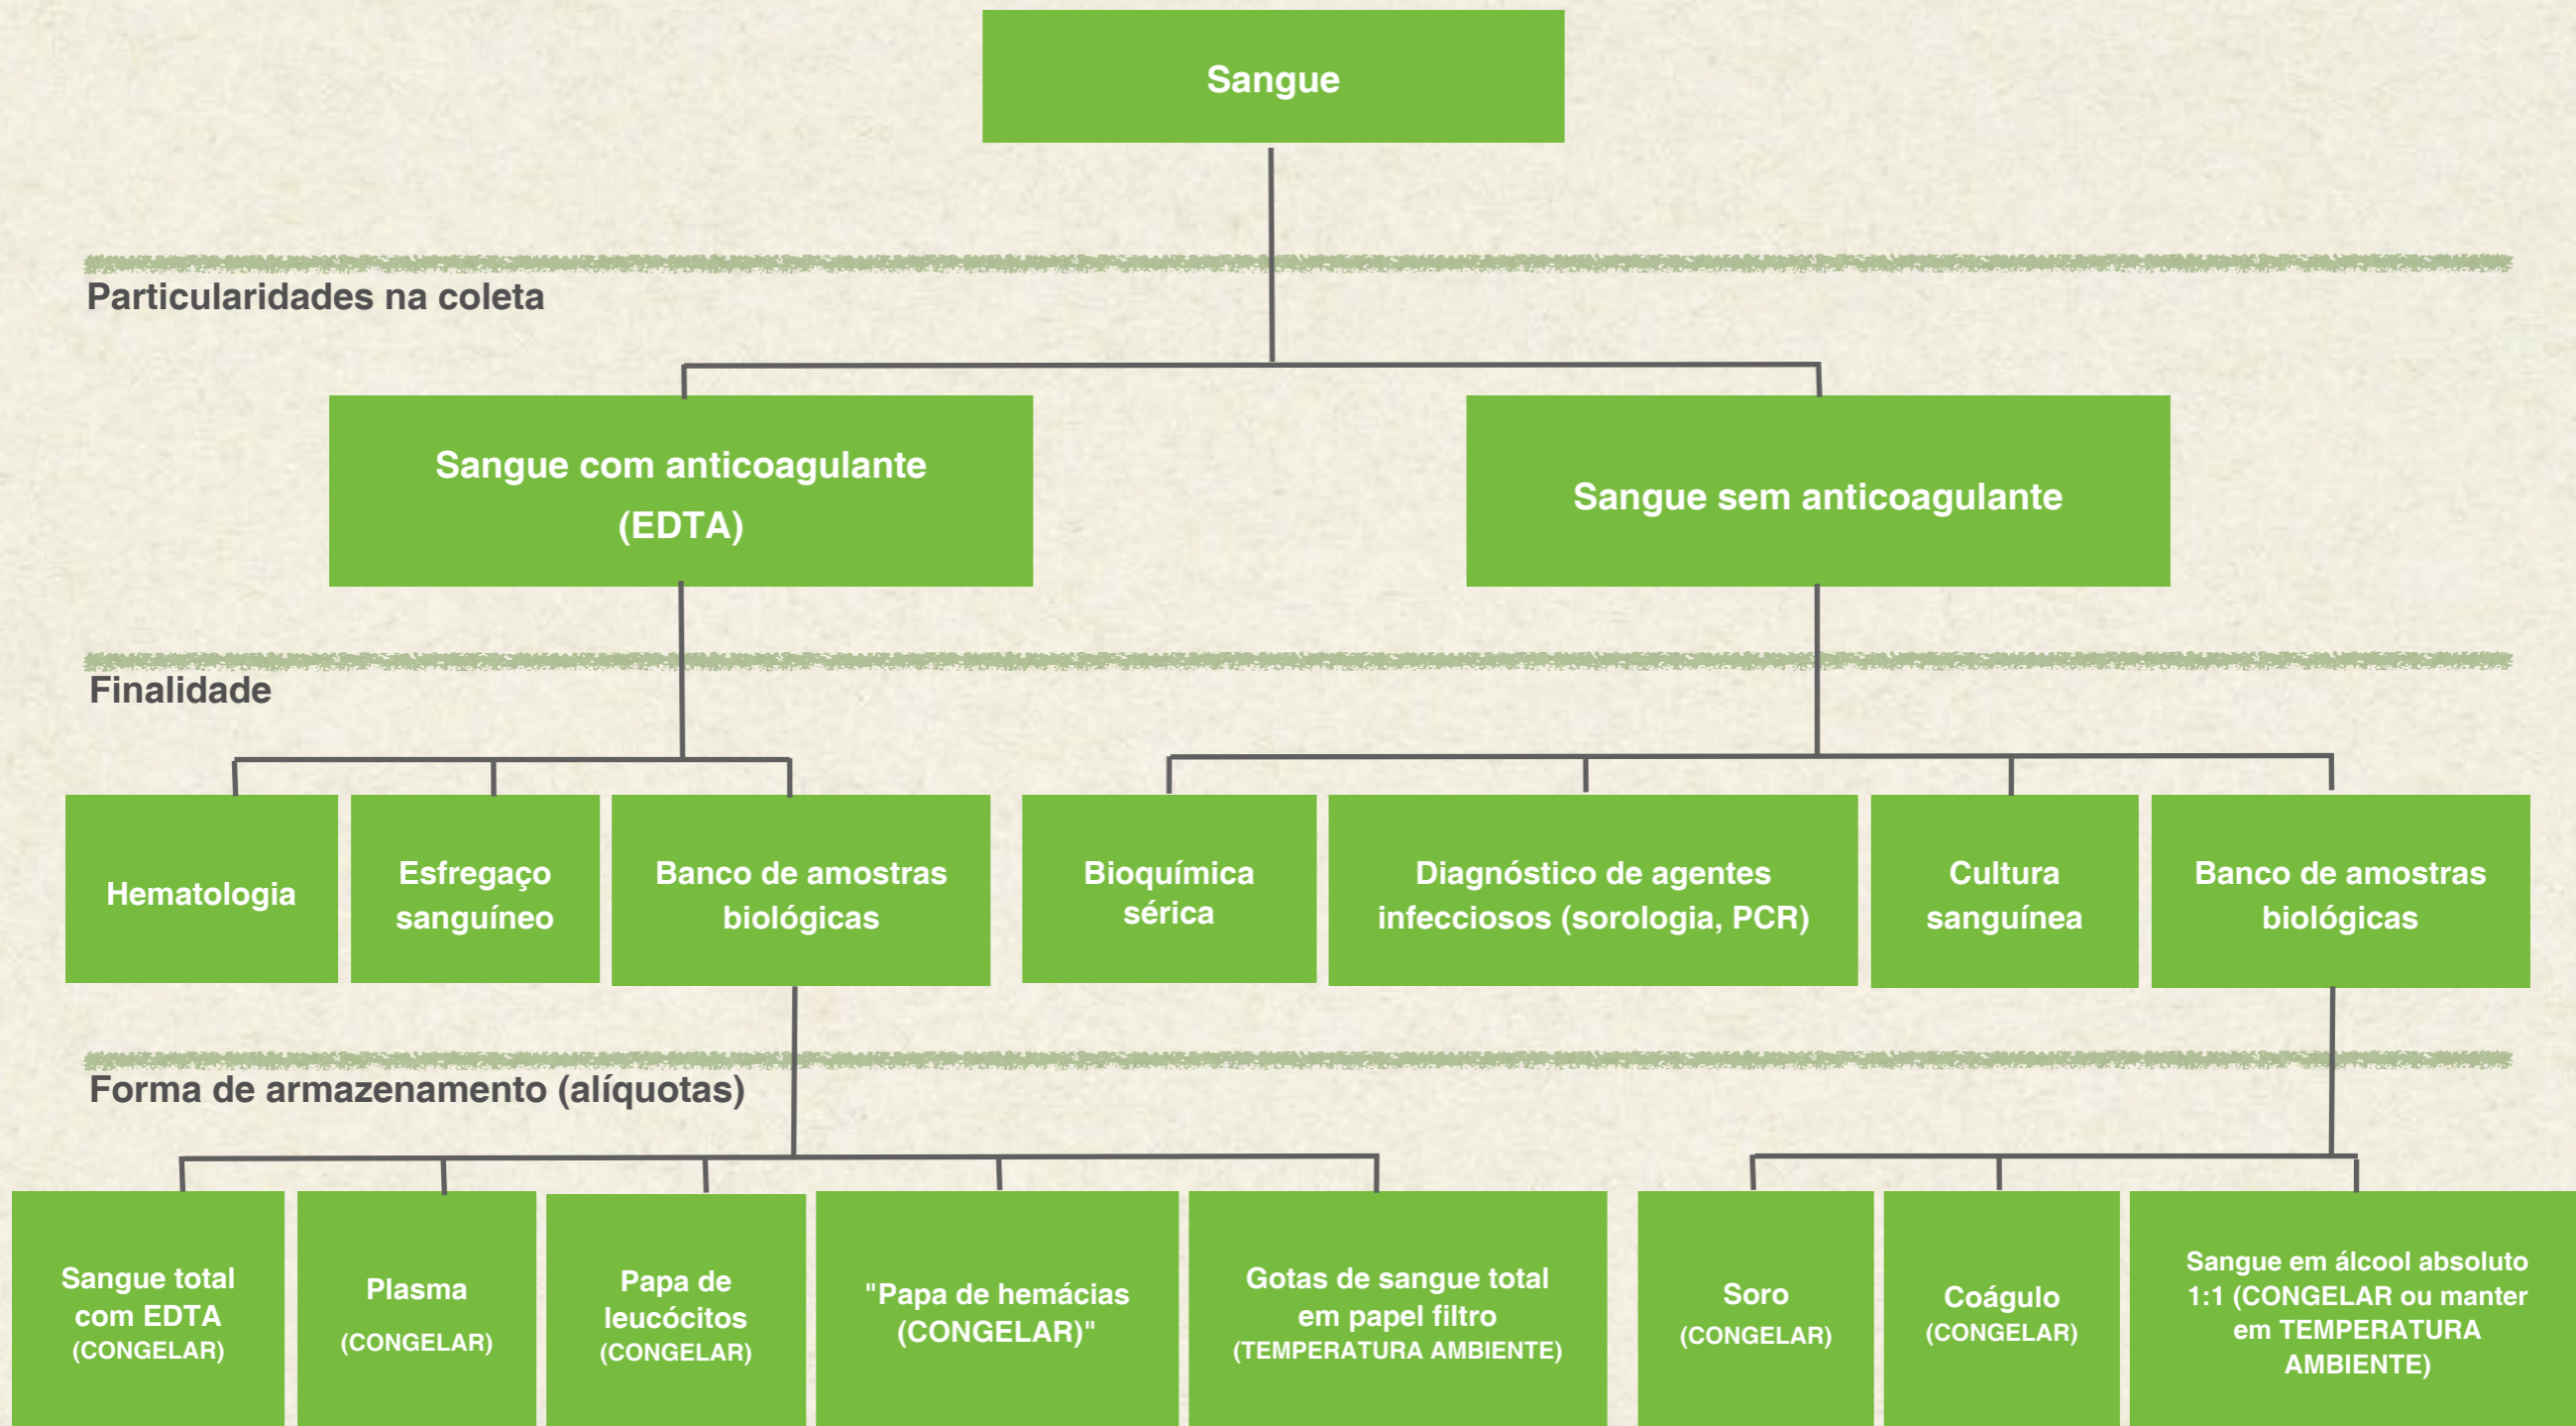 Sangue
Particularidades na coleta
Sangue com anticoagulante
(EDTA)
Sangue sem anticoagulante
Finalidade
Hematologia
Esfregaço
sanguíneo
Banco de amostras
biológicas
Bioquímica
sérica
Diagnóstico de agentes
infecciosos (sorologia, PCR)
Cultura
sanguínea
Banco de amostras
biológicas
Forma de armazenamento (alíquotas)
Sangue total
com EDTA
(CONGELAR)
Plasma
(CONGELAR)
Papa de
leucócitos
(CONGELAR)
"Papa de hemácias
(CONGELAR)"
Gotas de sangue total
em papel filtro
(TEMPERATURA AMBIENTE)
Soro
(CONGELAR)
Coágulo
(CONGELAR)
Sangue em álcool absoluto
1:1 (CONGELAR ou manter
em TEMPERATURA
AMBIENTE)